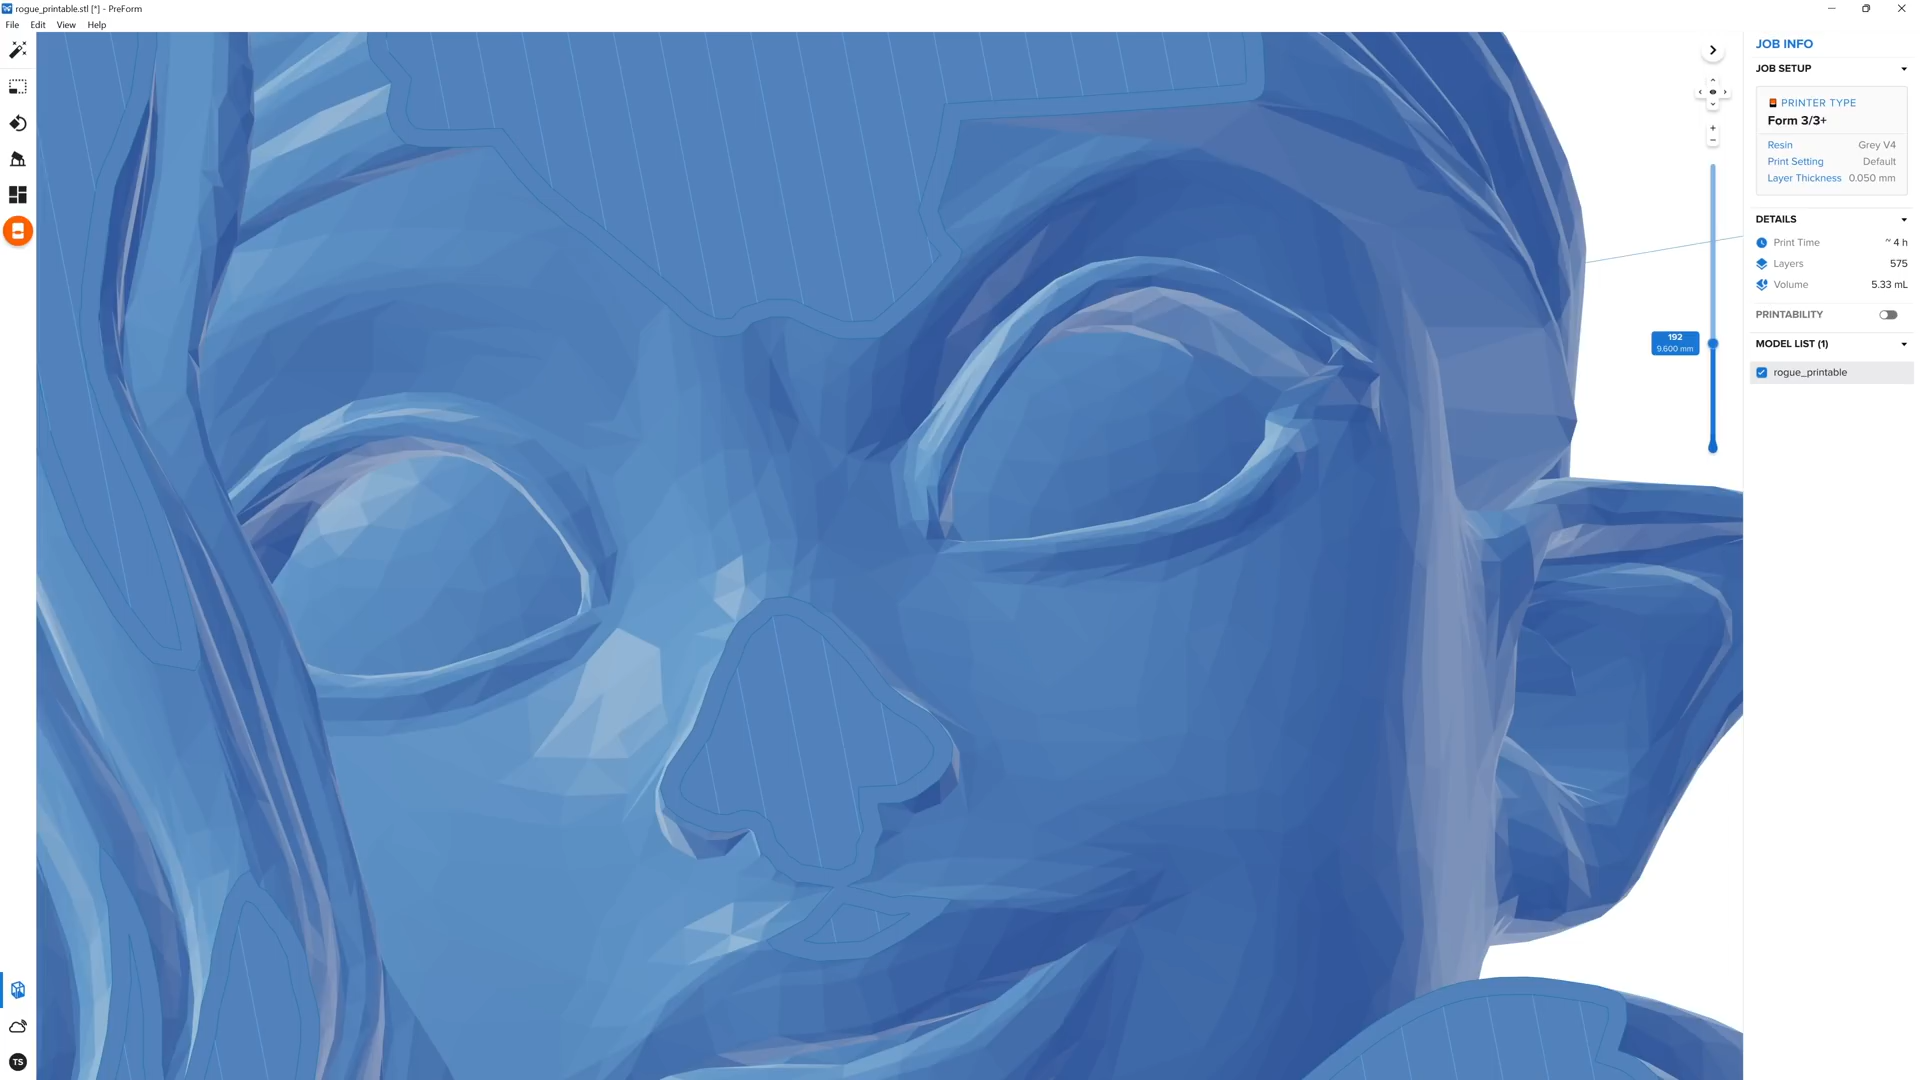 rogue_printable.stl [*] - PreForm
File Edit View Help
JOB INFO
JOB SETUP
PRINTER TYPE
Form 3/3+
Resin Grey V4
Print Setting Default
Layer Thickness 0.050 mm
DETAILS
Print Time ~ 4 h
Layers 575
Volume 5.33 mL
PRINTABILITY
192
9.600 mm
MODEL LIST (1)
rogue_printable
TS